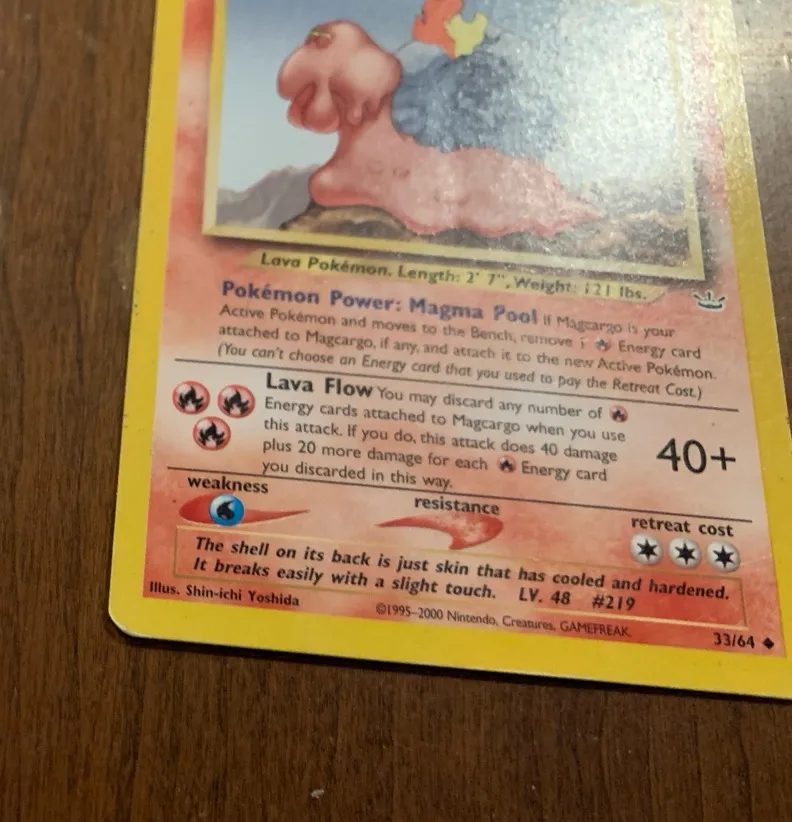 Lava Pokémon. Length: 2' 7", Weight: 121 lbs.
Pokémon Power: Magma Pool If Magcargo is your
Active Pokémon and moves to the Bench, remove 1 Energy card
attached to Magcargo, if any, and attach it to the new Active Pokémon.
(You can't choose an Energy card that you used to pay the Retreat Cost.)
Lava Flow You may discard any number of
Energy cards attached to Magcargo when you use
this attack. If you do, this attack does 40 damage
plus 20 more damage for each Energy card
you discarded in this way.
40+
weakness
resistance
retreat cost
The shell on its back is just skin that has cooled and hardened.
It breaks easily with a slight touch. LV. 48 #219
Illus. Shin-ichi Yoshida
©1995-2000 Nintendo, Creatures, GAMEFREAK.
33/64